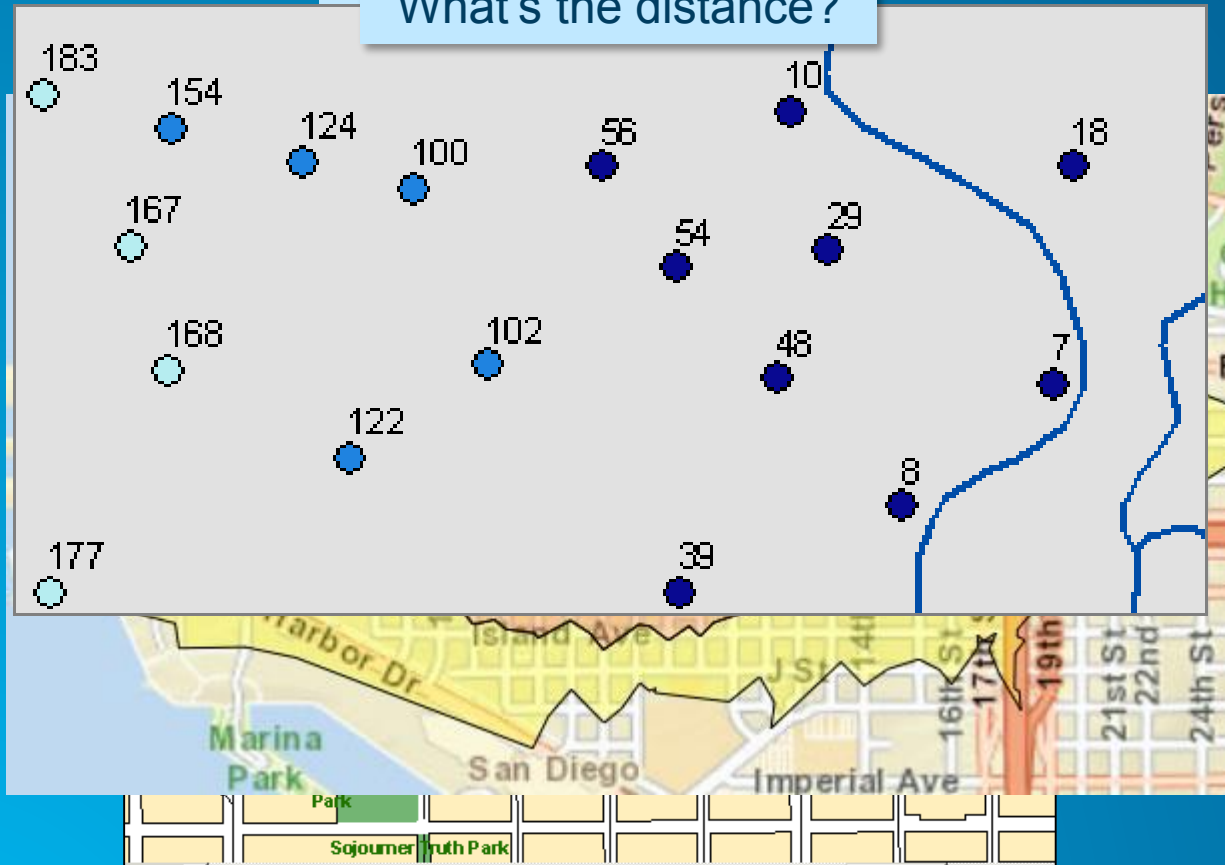 What's the distance?
183
10
154
124
56
18
100
167
29
54
168
102
48
7
122
8
177
39
Island Ave
Harbor Dr
J St
14th
16th St
17th
19th
21st St
22nd
24th St
Marina
Park
San Diego
Imperial Ave
Park
Sojourner Truth Park